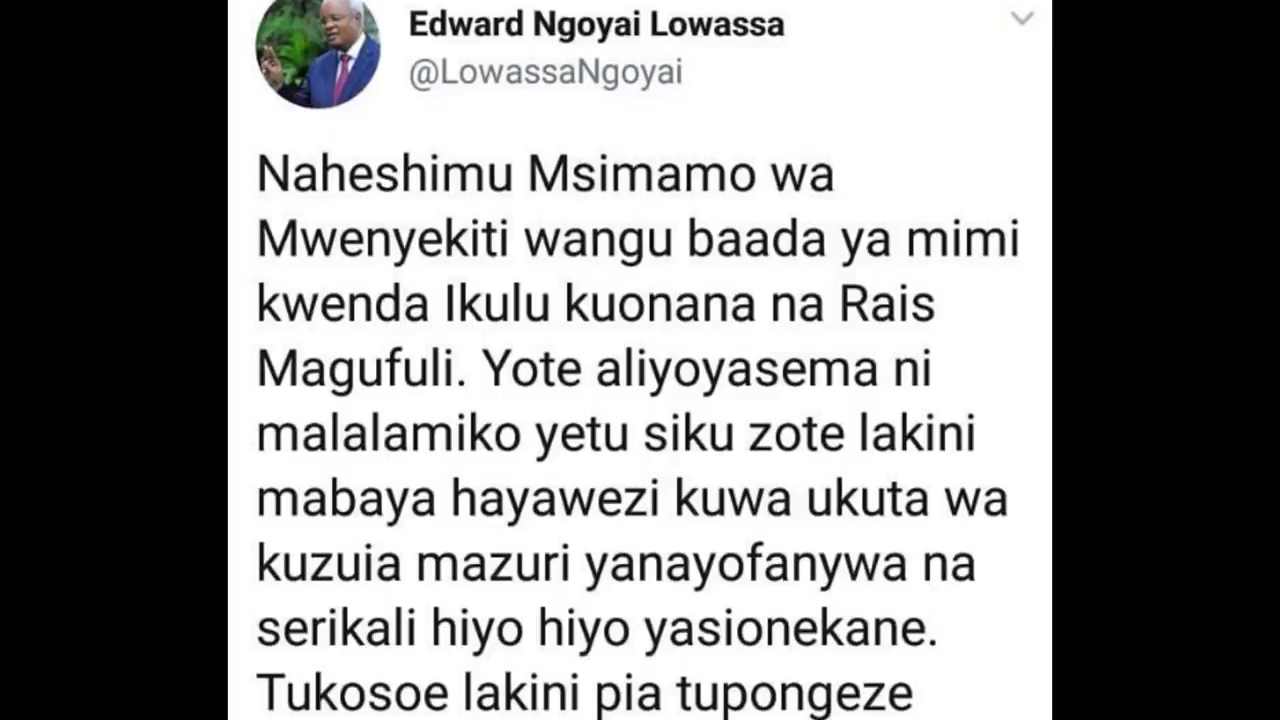 Edward Ngoyai Lowassa
@LowassaNgoyai
Naheshimu Msimamo wa
Mwenyekiti wangu baada ya mimi
kwenda Ikulu kuonana na Rais
Magufuli. Yote aliyoyasema ni
malalamiko yetu siku zote lakini
mabaya hayawezi kuwa ukuta wa
kuzuia mazuri yanayofanywa na
serikali hiyo hiyo yasionekane.
Tukosoe lakini pia tupongeze